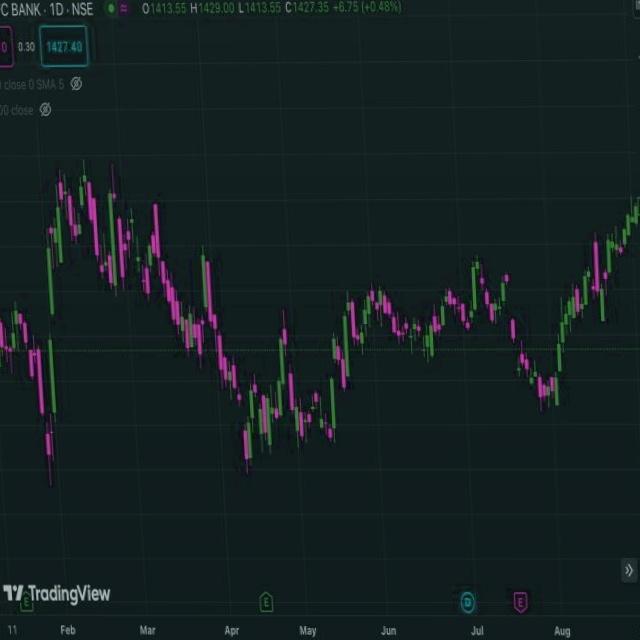 C BANK · 1D · NSE O1413.55 H1429.00 L1413.55 C1427.35 +6.75 (+0.48%)
0 0.30 1427.40
close 0 SMA 5
00 close
TradingView
E E D E
11 Feb Mar Apr May Jun Jul Aug